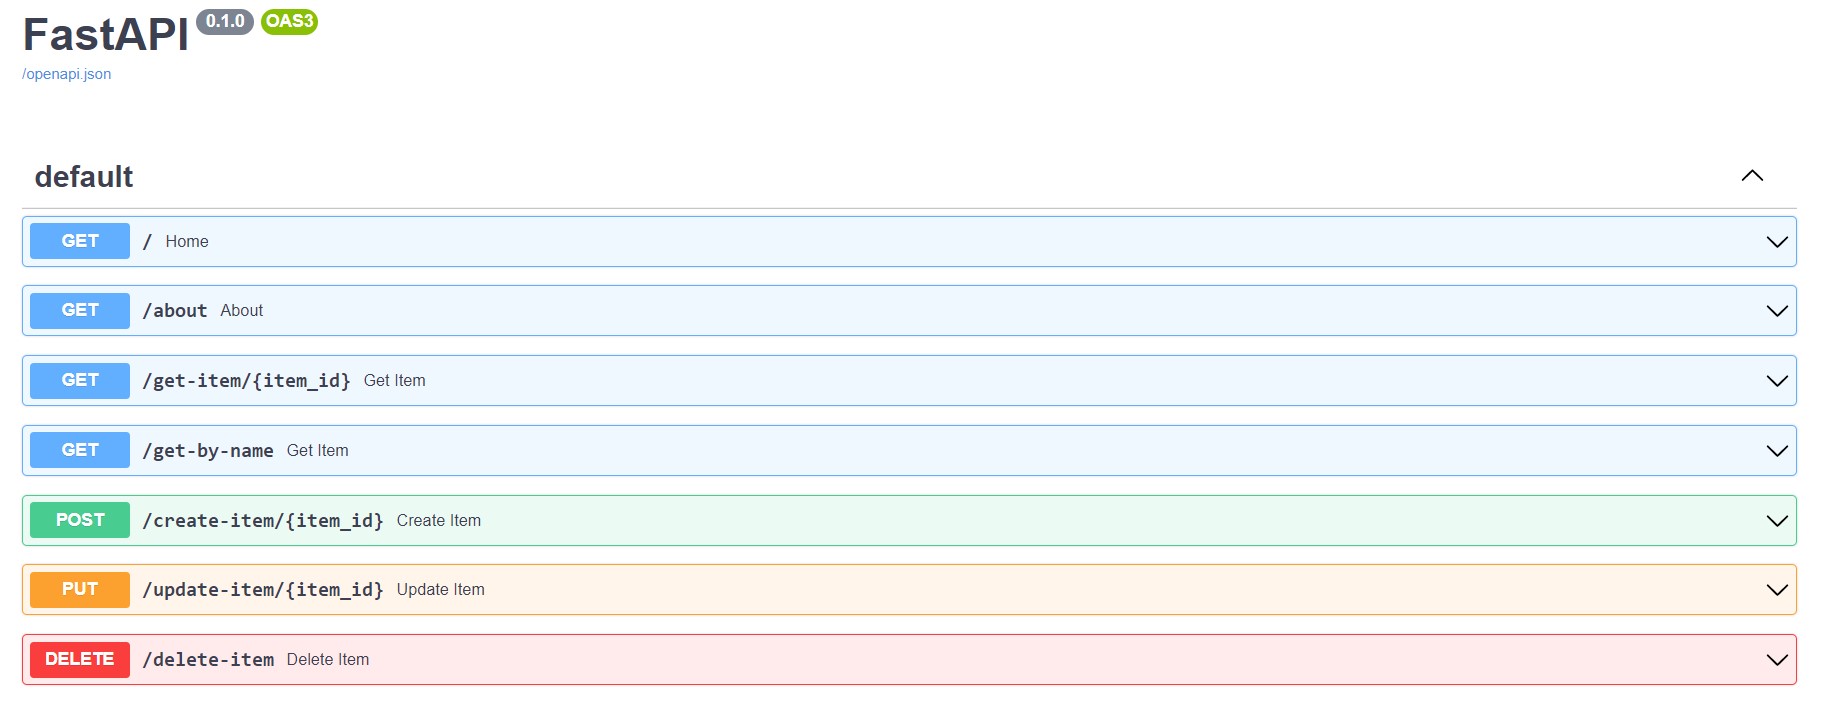 FastAPI 0.1.0 OAS3
/openapi.json
default
GET / Home
GET /about About
GET /get-item/{item_id} Get Item
GET /get-by-name Get Item
POST /create-item/{item_id} Create Item
PUT /update-item/{item_id} Update Item
DELETE /delete-item Delete Item